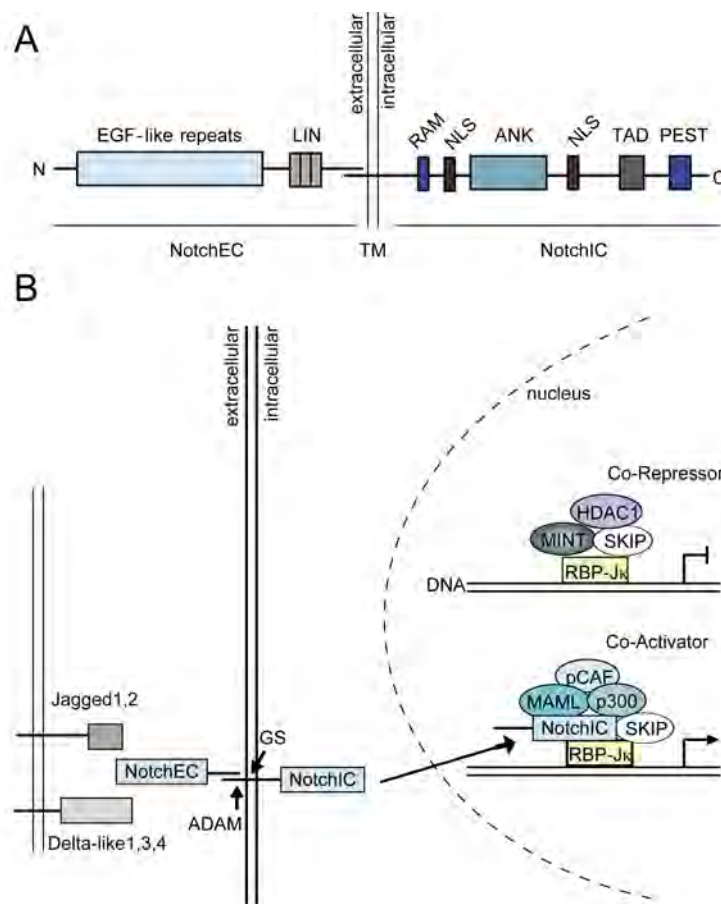 A
extracellular
intracellular
EGF-like repeats
LIN
RAM
NLS
ANK
NLS
TAD
PEST
N
C
NotchEC
TM
NotchIC
B
extracellular
intracellular
nucleus
Co-Repressor
HDAC1
MINT
SKIP
RBP-Jκ
DNA
Co-Activator
pCAF
MAML
p300
NotchIC
SKIP
RBP-Jκ
Jagged1,2
GS
NotchEC
NotchIC
ADAM
Delta-like1,3,4